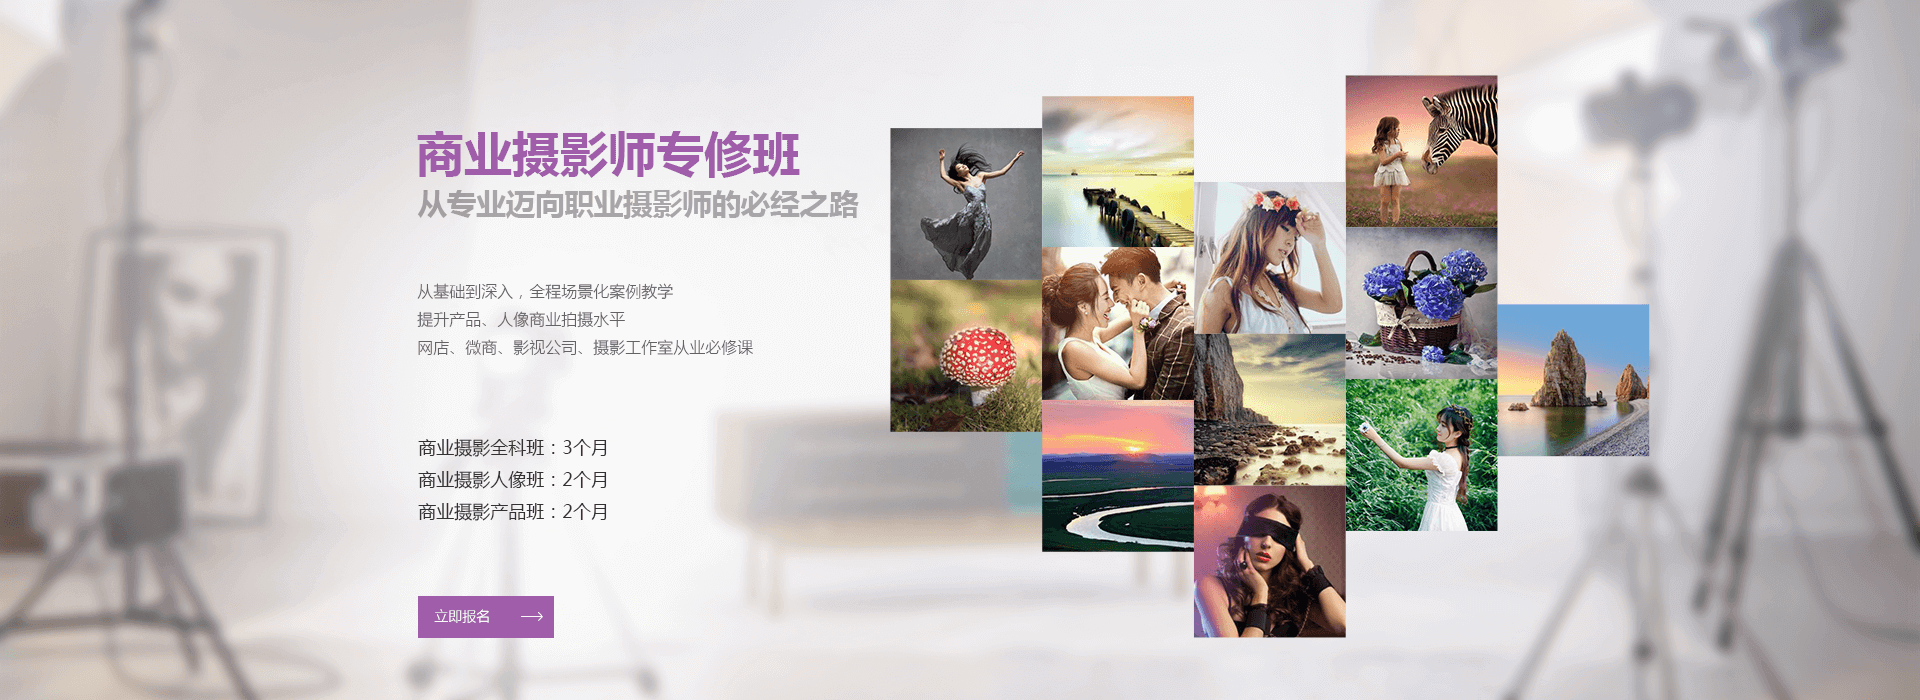 商业摄影师专修班
从专业迈向职业摄影师的必经之路
从基础到深入，全程场景化案例教学
提升产品、人像商业拍摄水平
网店、微商、影视公司、摄影工作室从业必修课
商业摄影全科班：3个月
商业摄影人像班：2个月
商业摄影产品班：2个月
立即报名